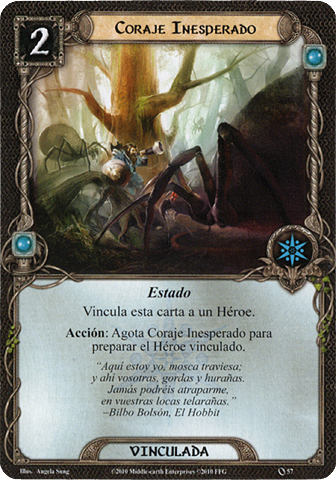 2
Coraje Inesperado
Estado
Vincula esta carta a un Héroe.
Acción: Agota Coraje Inesperado para
preparar el Héroe vinculado.
"Aquí estoy yo, mosca traviesa;
y ahí vosotras, gordas y hurañas.
Jamás podréis atraparme,
en vuestras locas telarañas."
–Bilbo Bolsón, El Hobbit
VINCULADA
Illus. Angela Sung ©2010 Middle-earth Enterprises ©2010 FFG 57